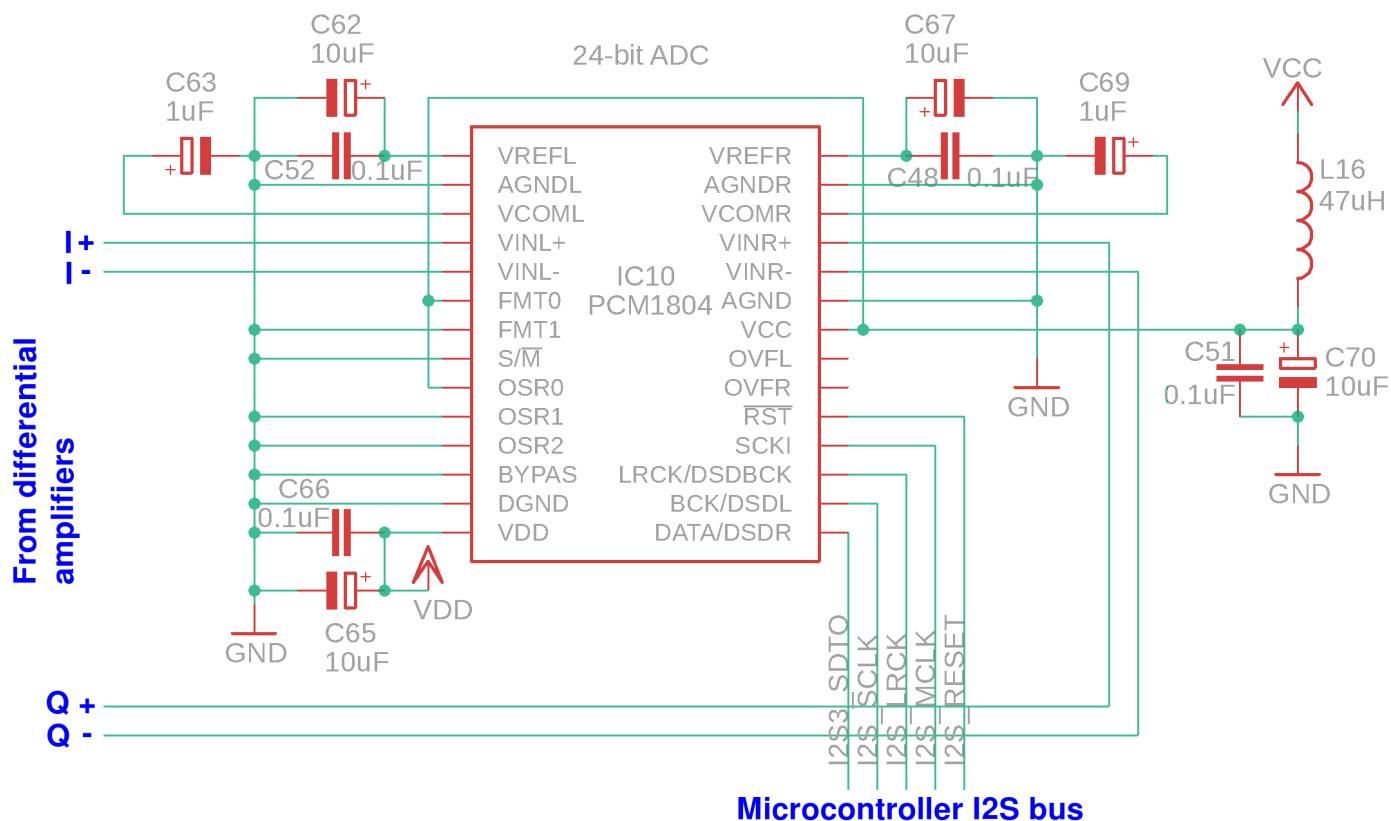 C62
10uF
C67
10uF
24-bit ADC
VCC
C63
1uF
C69
1uF
C52
0.1uF
C48
0.1uF
L16
47uH
VREFL
AGNDL
VCOML
VINL+
VINL-
FMT0
FMT1
S/M
OSR0
OSR1
OSR2
BYPAS
DGND
VDD
IC10
PCM1804
VREFR
AGNDR
VCOMR
VINR+
VINR-
AGND
VCC
OVFL
OVFR
RST
SCKI
LRCK/DSDBCK
BCK/DSDL
DATA/DSDR
I +
I -
From differential
amplifiers
C51
0.1uF
C70
10uF
GND
GND
C66
0.1uF
VDD
C65
10uF
GND
I2S3_SDTO
I2S_SCLK
I2S_LRCK
I2S_MCLK
I2S_RESET
Q +
Q -
Microcontroller I2S bus